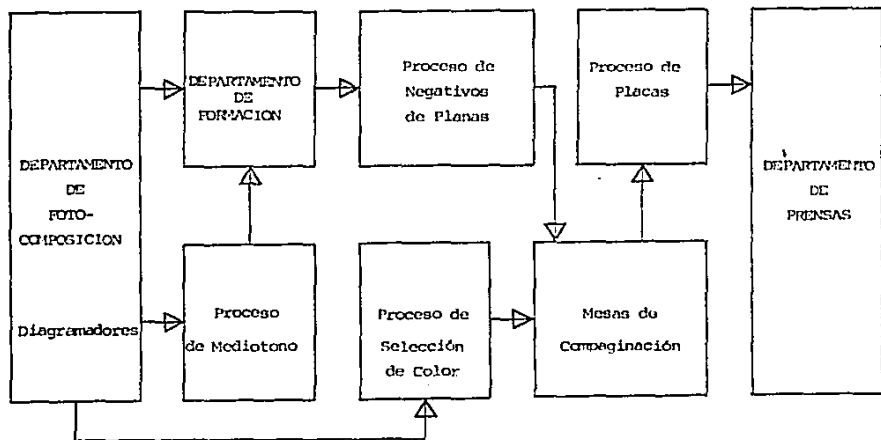 DEPARTAMENTO
DE
FOTO-
COMPOSICION
Diagramadores
DEPARTAMENTO
DE
FORMACION
Proceso de
Negativos
de Planas
Proceso de
Placas
DEPARTAMENTO
DE
PRENSAS
Proceso
de Mediotono
Proceso de
Selección
de Color
Mesas de
Compaginación